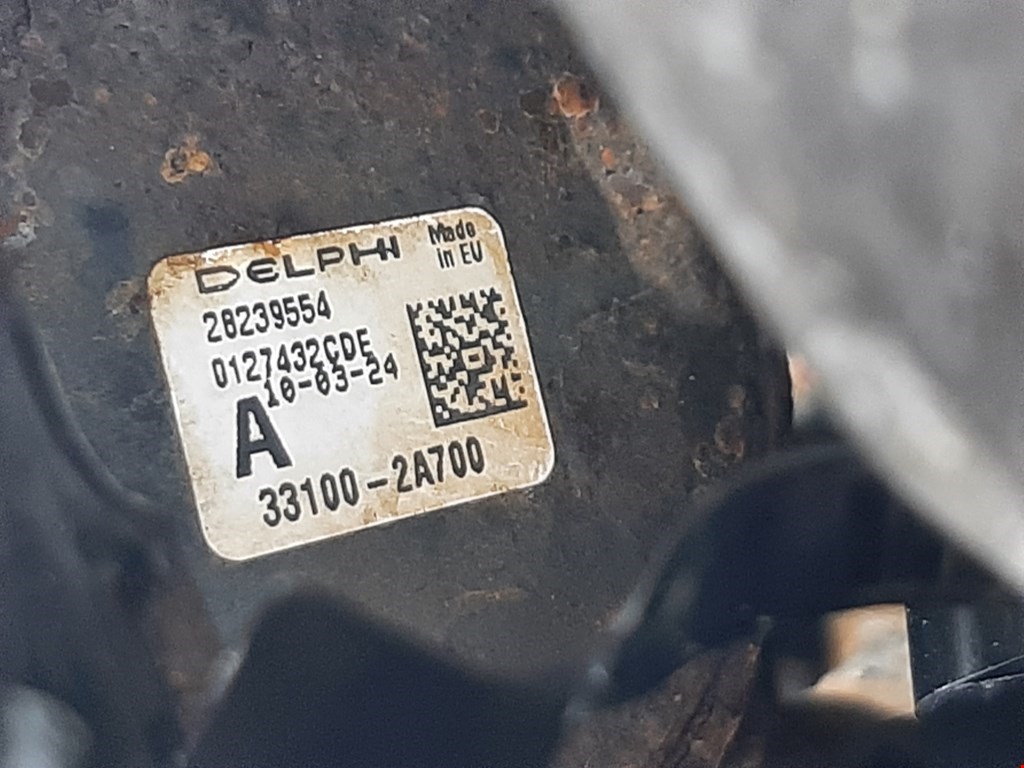 DELPHI
Made
in EU
28239554
0127432CDE
10-03-24
A
33100-2A700